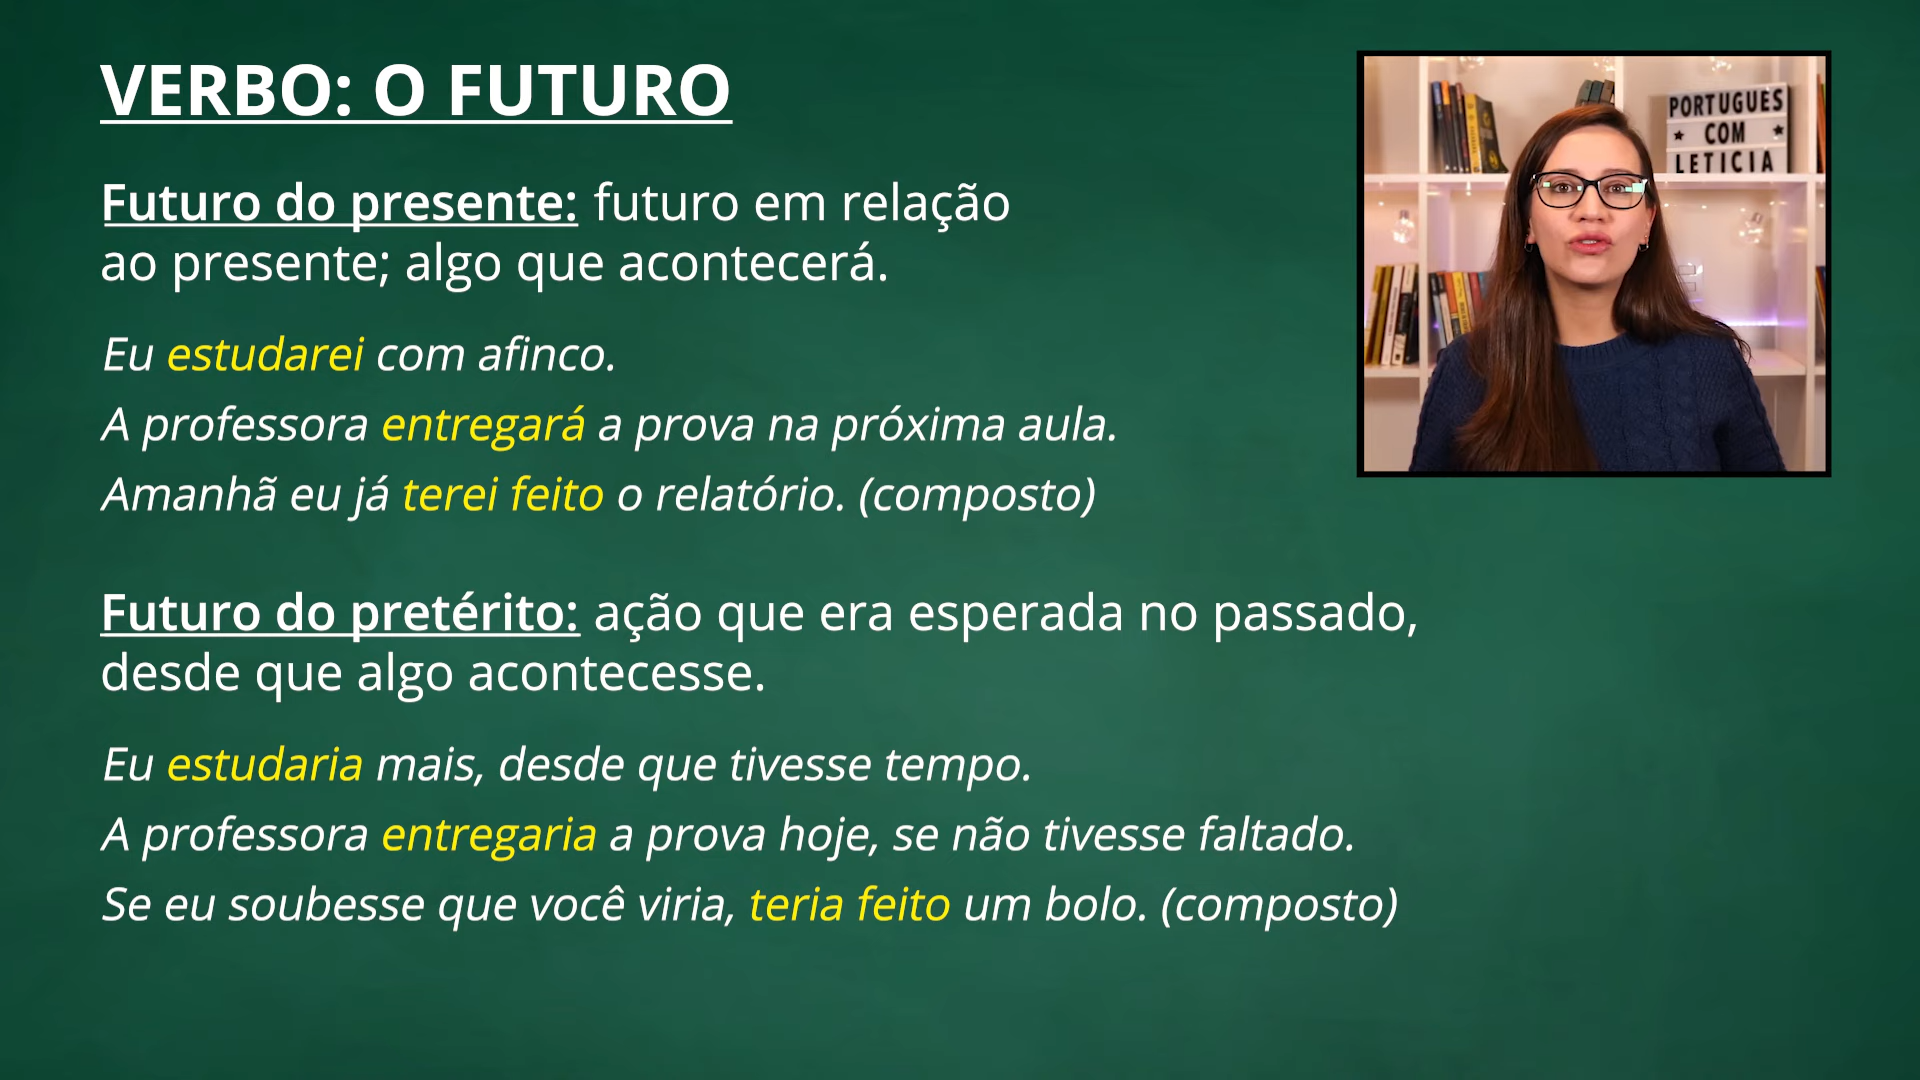 VERBO: O FUTURO
Futuro do presente: futuro em relação
ao presente; algo que acontecerá.
Eu estudarei com afinco.
A professora entregará a prova na próxima aula.
Amanhã eu já terei feito o relatório. (composto)
Futuro do pretérito: ação que era esperada no passado,
desde que algo acontecesse.
Eu estudaria mais, desde que tivesse tempo.
A professora entregaria a prova hoje, se não tivesse faltado.
Se eu soubesse que você viria, teria feito um bolo. (composto)
PORTUGUES
★ COM ★
LETICIA